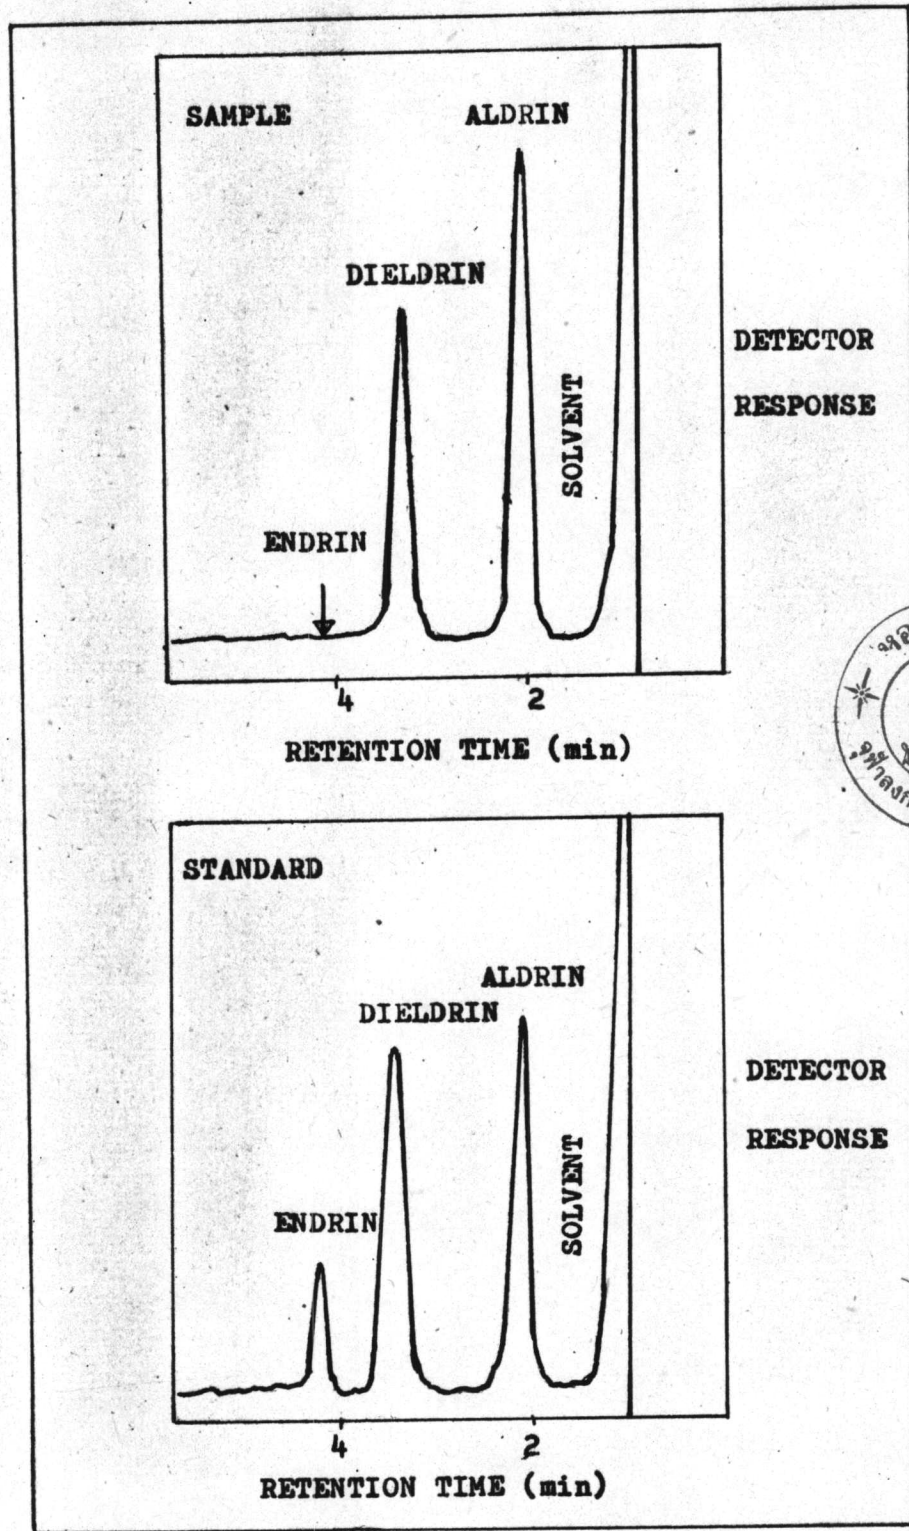 SAMPLE
ALDRIN
DIELDRIN
DETECTOR
RESPONSE
SOLVENT
ENDRIN
4 2
RETENTION TIME (min)
STANDARD
ALDRIN
DIELDRIN
DETECTOR
RESPONSE
SOLVENT
ENDRIN
4 2
RETENTION TIME (min)